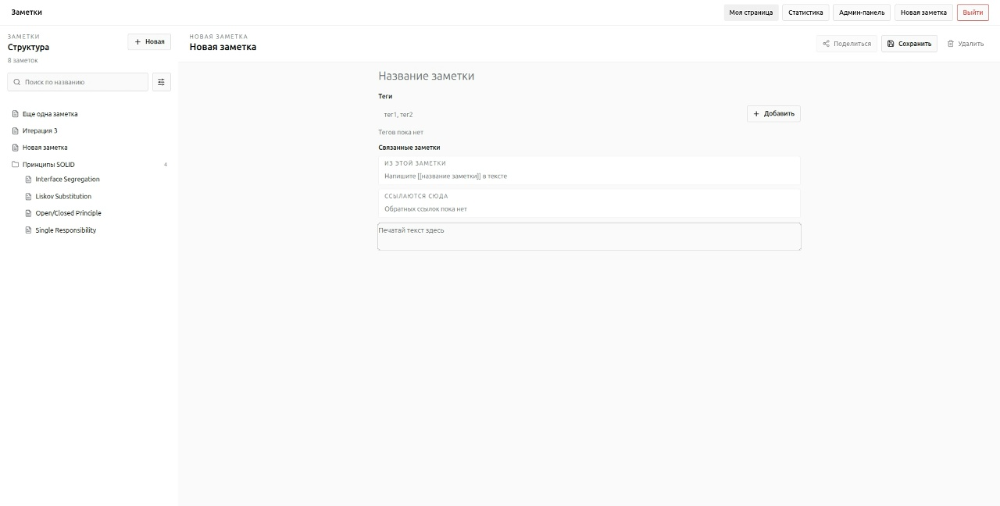 Заметки
Моя страница
Статистика
Админ-панель
Новая заметка
Выйти
ЗАМЕТКИ
Структура
8 заметок
Новая
Поиск по названию
Еще одна заметка
Итерация 3
Новая заметка
Принципы SOLID 4
Interface Segregation
Liskov Substitution
Open/Closed Principle
Single Responsibility
НОВАЯ ЗАМЕТКА
Новая заметка
Поделиться
Сохранить
Удалить
Название заметки
Теги
тег1, тег2
Добавить
Тегов пока нет
Связанные заметки
ИЗ ЭТОЙ ЗАМЕТКИ
Напишите [[название заметки]] в тексте
ССЫЛАЮТСЯ СЮДА
Обратных ссылок пока нет
Печатай текст здесь